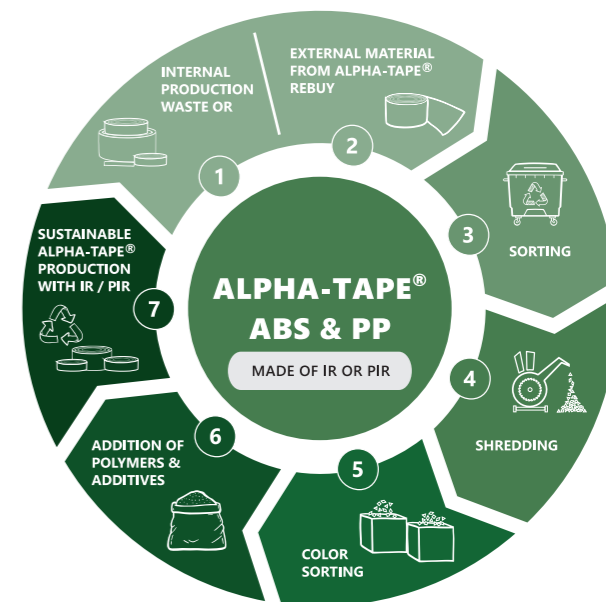 INTERNAL
PRODUCTION
WASTE OR
1
EXTERNAL MATERIAL
FROM ALPHA-TAPE®
REBUY
2
3
SORTING
4
SHREDDING
5
COLOR
SORTING
6
ADDITION OF
POLYMERS &
ADDITIVES
SUSTAINABLE
ALPHA-TAPE®
PRODUCTION
WITH IR / PIR
7
ALPHA-TAPE®
ABS & PP
MADE OF IR OR PIR